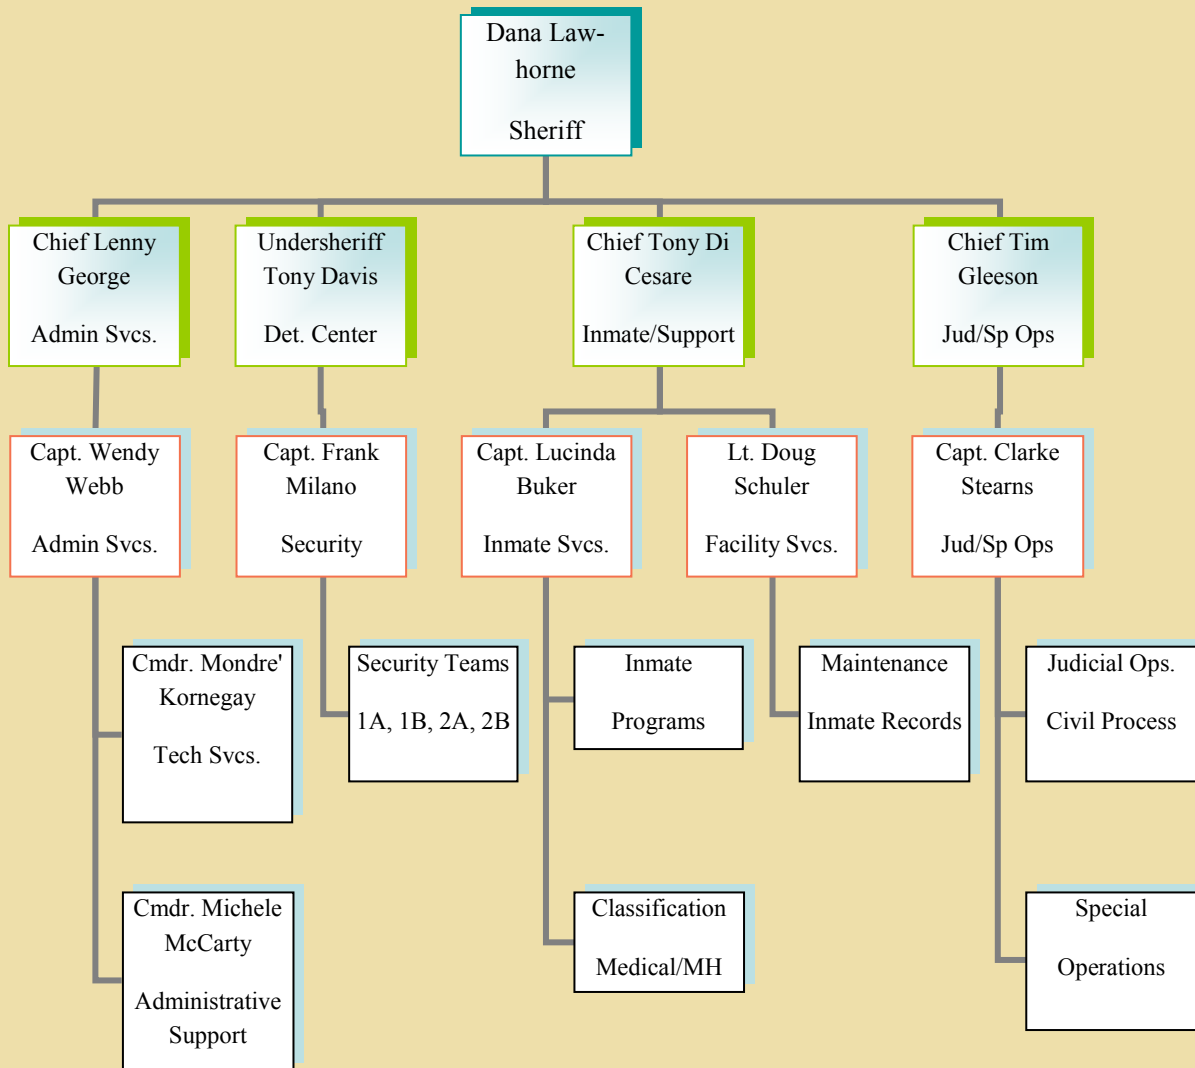 Dana Law-
horne
Sheriff
Chief Lenny
George
Admin Svcs.
Undersheriff
Tony Davis
Det. Center
Chief Tony Di
Cesare
Inmate/Support
Chief Tim
Gleeson
Jud/Sp Ops
Capt. Wendy
Webb
Admin Svcs.
Capt. Frank
Milano
Security
Capt. Lucinda
Buker
Inmate Svcs.
Lt. Doug
Schuler
Facility Svcs.
Capt. Clarke
Stearns
Jud/Sp Ops
Cmdr. Mondre'
Kornegay
Tech Svcs.
Security Teams
1A, 1B, 2A, 2B
Inmate
Programs
Maintenance
Inmate Records
Judicial Ops.
Civil Process
Cmdr. Michele
McCarty
Administrative
Support
Classification
Medical/MH
Special
Operations